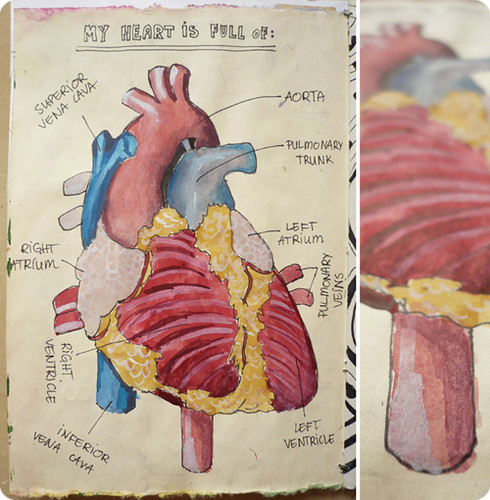 MY HEART IS FULL OF:
SUPERIOR
VENA CAVA
AORTA
PULMONARY
TRUNK
LEFT
ATRIUM
RIGHT
ATRIUM
PULMONARY
VEINS
RIGHT
VENTRICLE
LEFT
VENTRICLE
INFERIOR
VENA CAVA